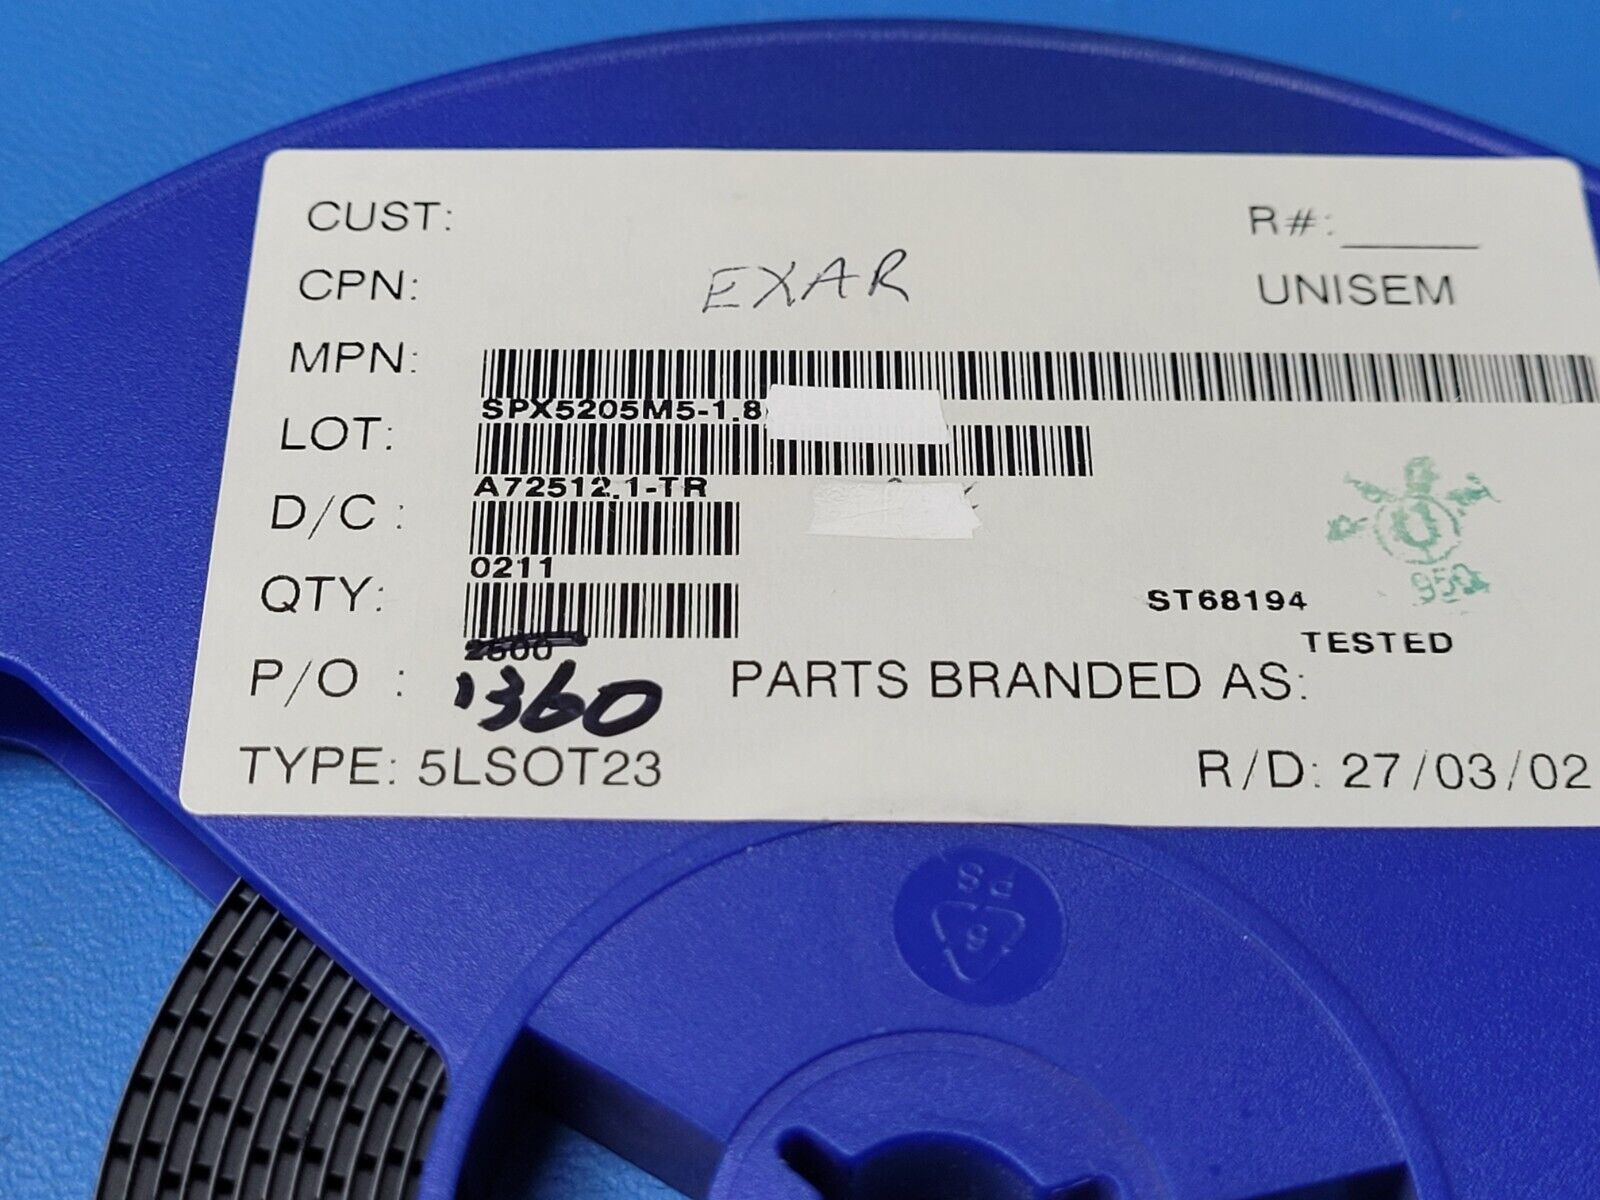 CUST:
R#:
CPN:
EXAR
UNISEM
MPN:
SPX5205M5-1.8
LOT:
A72512.1-TR
D/C :
0211
QTY:
ST68194
TESTED
2500
P/O :
1360
PARTS BRANDED AS:
TYPE: 5LSOT23
R/D: 27/03/02
PS
6